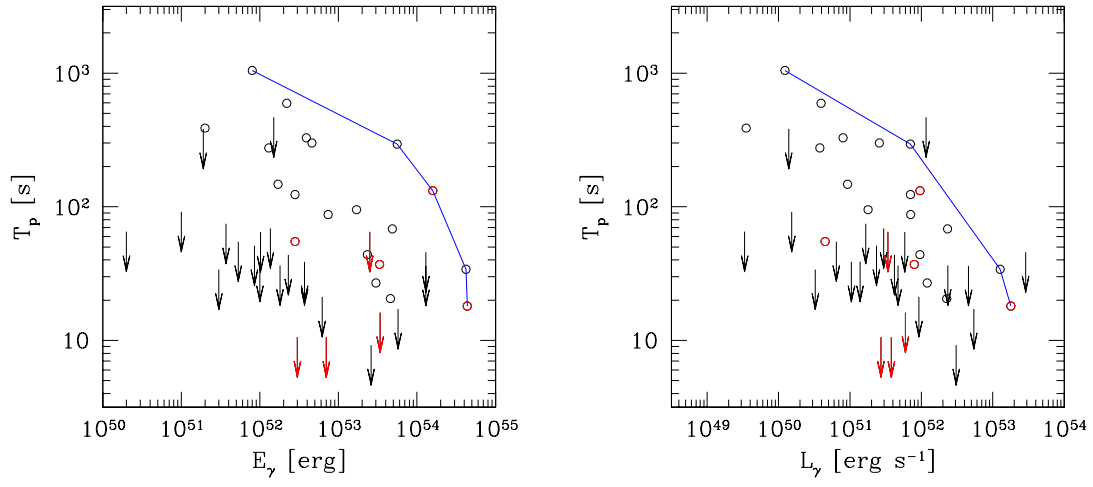 10³
10²
10
T_p [s]
10⁵⁰ 10⁵¹ 10⁵² 10⁵³ 10⁵⁴ 10⁵⁵
E_γ [erg]
10³
10²
10
T_p [s]
10⁴⁹ 10⁵⁰ 10⁵¹ 10⁵² 10⁵³ 10⁵⁴
L_γ [erg s⁻¹]